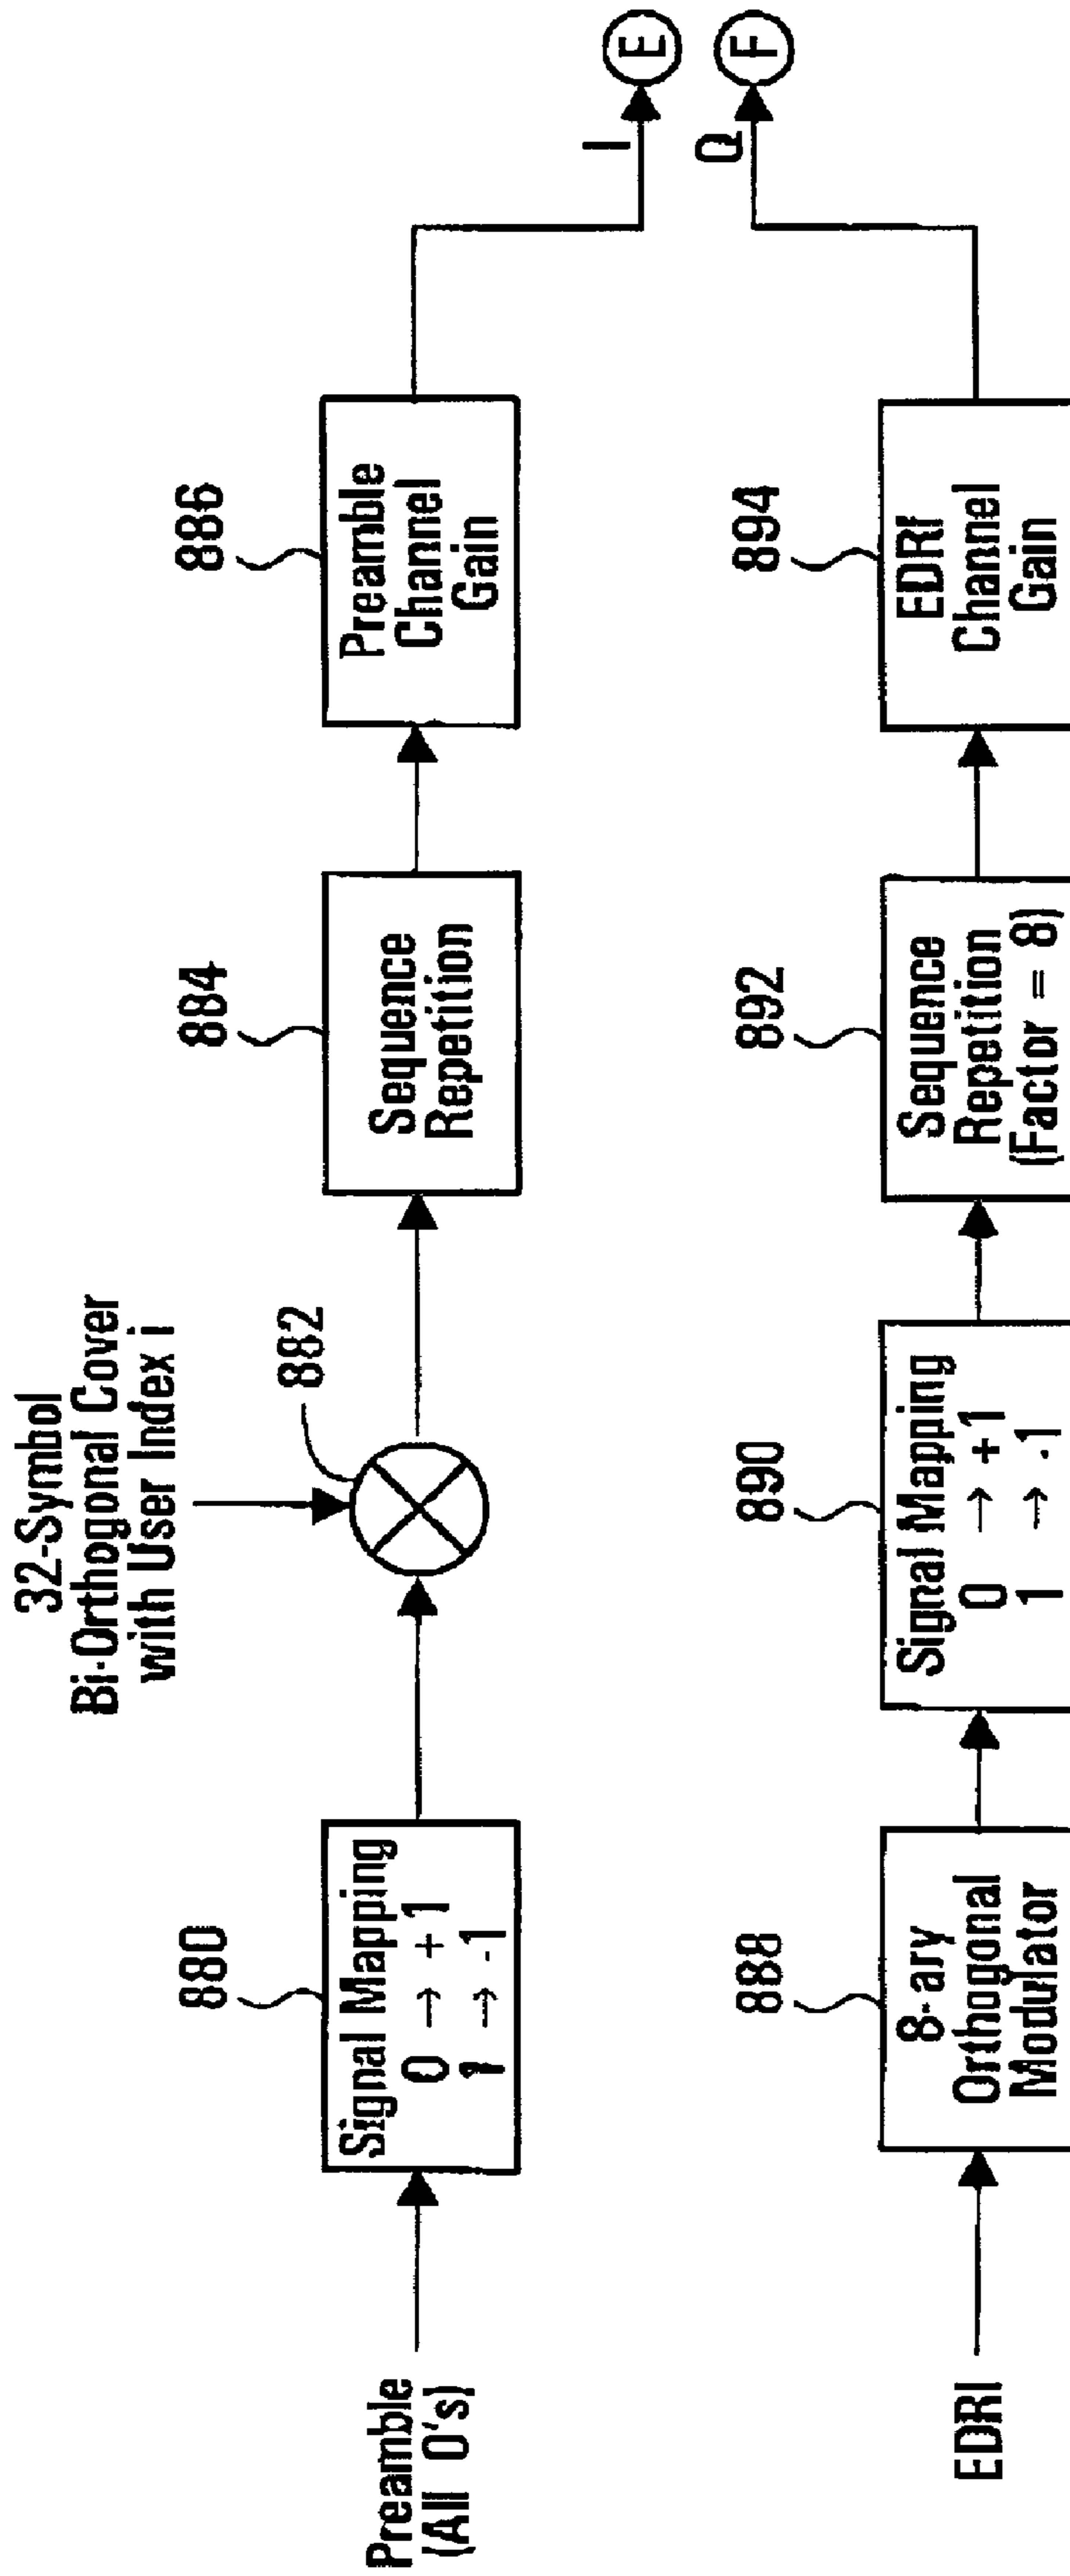 32-Symbol
Bi-Orthogonal Cover
with User Index i
880
882
884
886
Preamble
(All 0's)
Signal Mapping
0 → +1
1 → -1
Sequence
Repetition
Preamble
Channel
Gain
I
E
888
890
892
894
EDRI
8-ary
Orthogonal
Modulator
Signal Mapping
0 → +1
1 → -1
Sequence
Repetition
(Factor = 8)
EDRI
Channel
Gain
Q
F